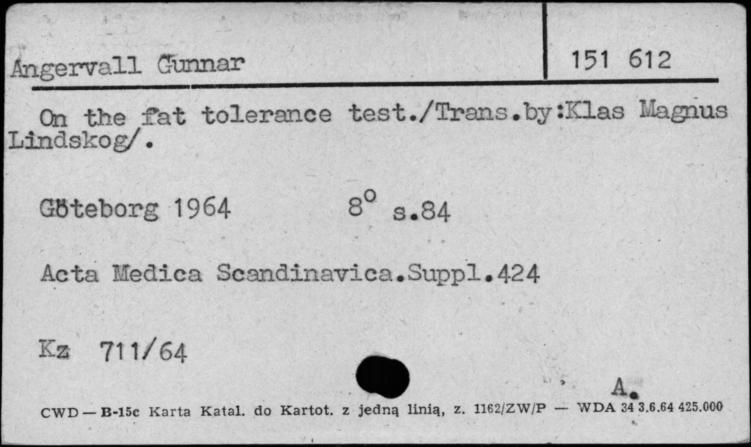 Angervall Gunnar
151 612
On the fat tolerance test./Trans.by:Klas Magnus
Lindskog/.
Göteborg 1964 8⁰ s.84
Acta Medica Scandinavica.Suppl.424
Kz 711/64
A.
CWD — B-15c Karta Katal. do Kartot. z jedną linią, z. 1162/ZW/P — WDA 34 3.6.64 425.000